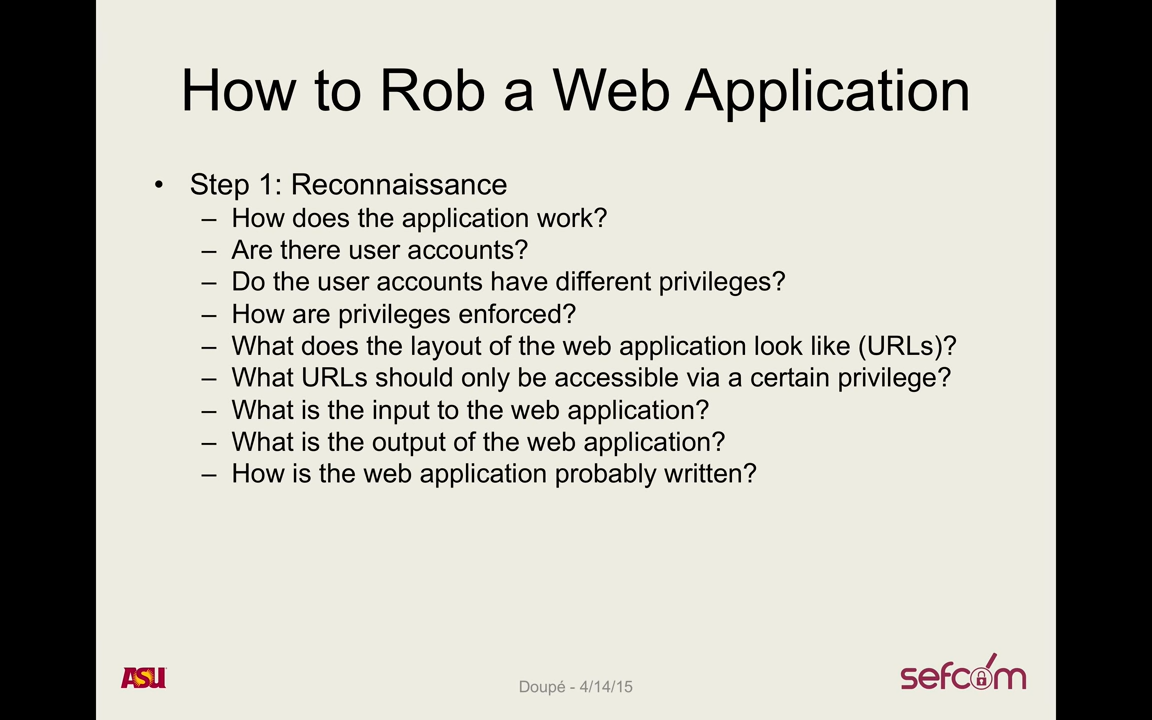 How to Rob a Web Application
• Step 1: Reconnaissance
– How does the application work?
– Are there user accounts?
– Do the user accounts have different privileges?
– How are privileges enforced?
– What does the layout of the web application look like (URLs)?
– What URLs should only be accessible via a certain privilege?
– What is the input to the web application?
– What is the output of the web application?
– How is the web application probably written?
ASU
Doupé - 4/14/15
sefcom